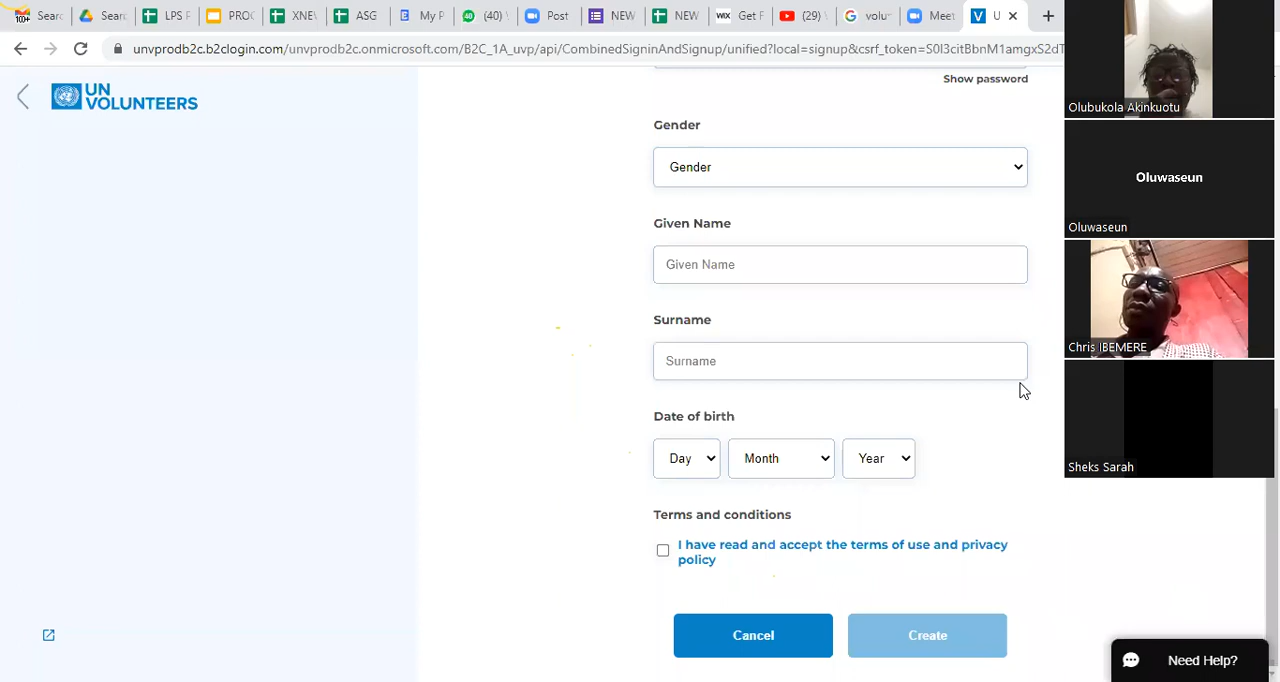 Searc
Searc
LPS F
PROC
XNEV
ASG
My P
(40)
Post
NEW
NEW
WiX Get F
(29)
volu
Meet
U
unvprodb2c.b2clogin.com/unvprodb2c.onmicrosoft.com/B2C_1A_uvp/api/CombinedSigninAndSignup/unified?local=signup&csrf_token=S0l3citBbnM1amgxS2dT
UN
VOLUNTEERS
Show password
Gender
Gender
Given Name
Given Name
Surname
Surname
Date of birth
Day Month Year
Terms and conditions
I have read and accept the terms of use and privacy
policy
Cancel Create
Need Help?
Olubukola Akinkuotu
Oluwaseun
Oluwaseun
Chris IBEMERE
Sheks Sarah